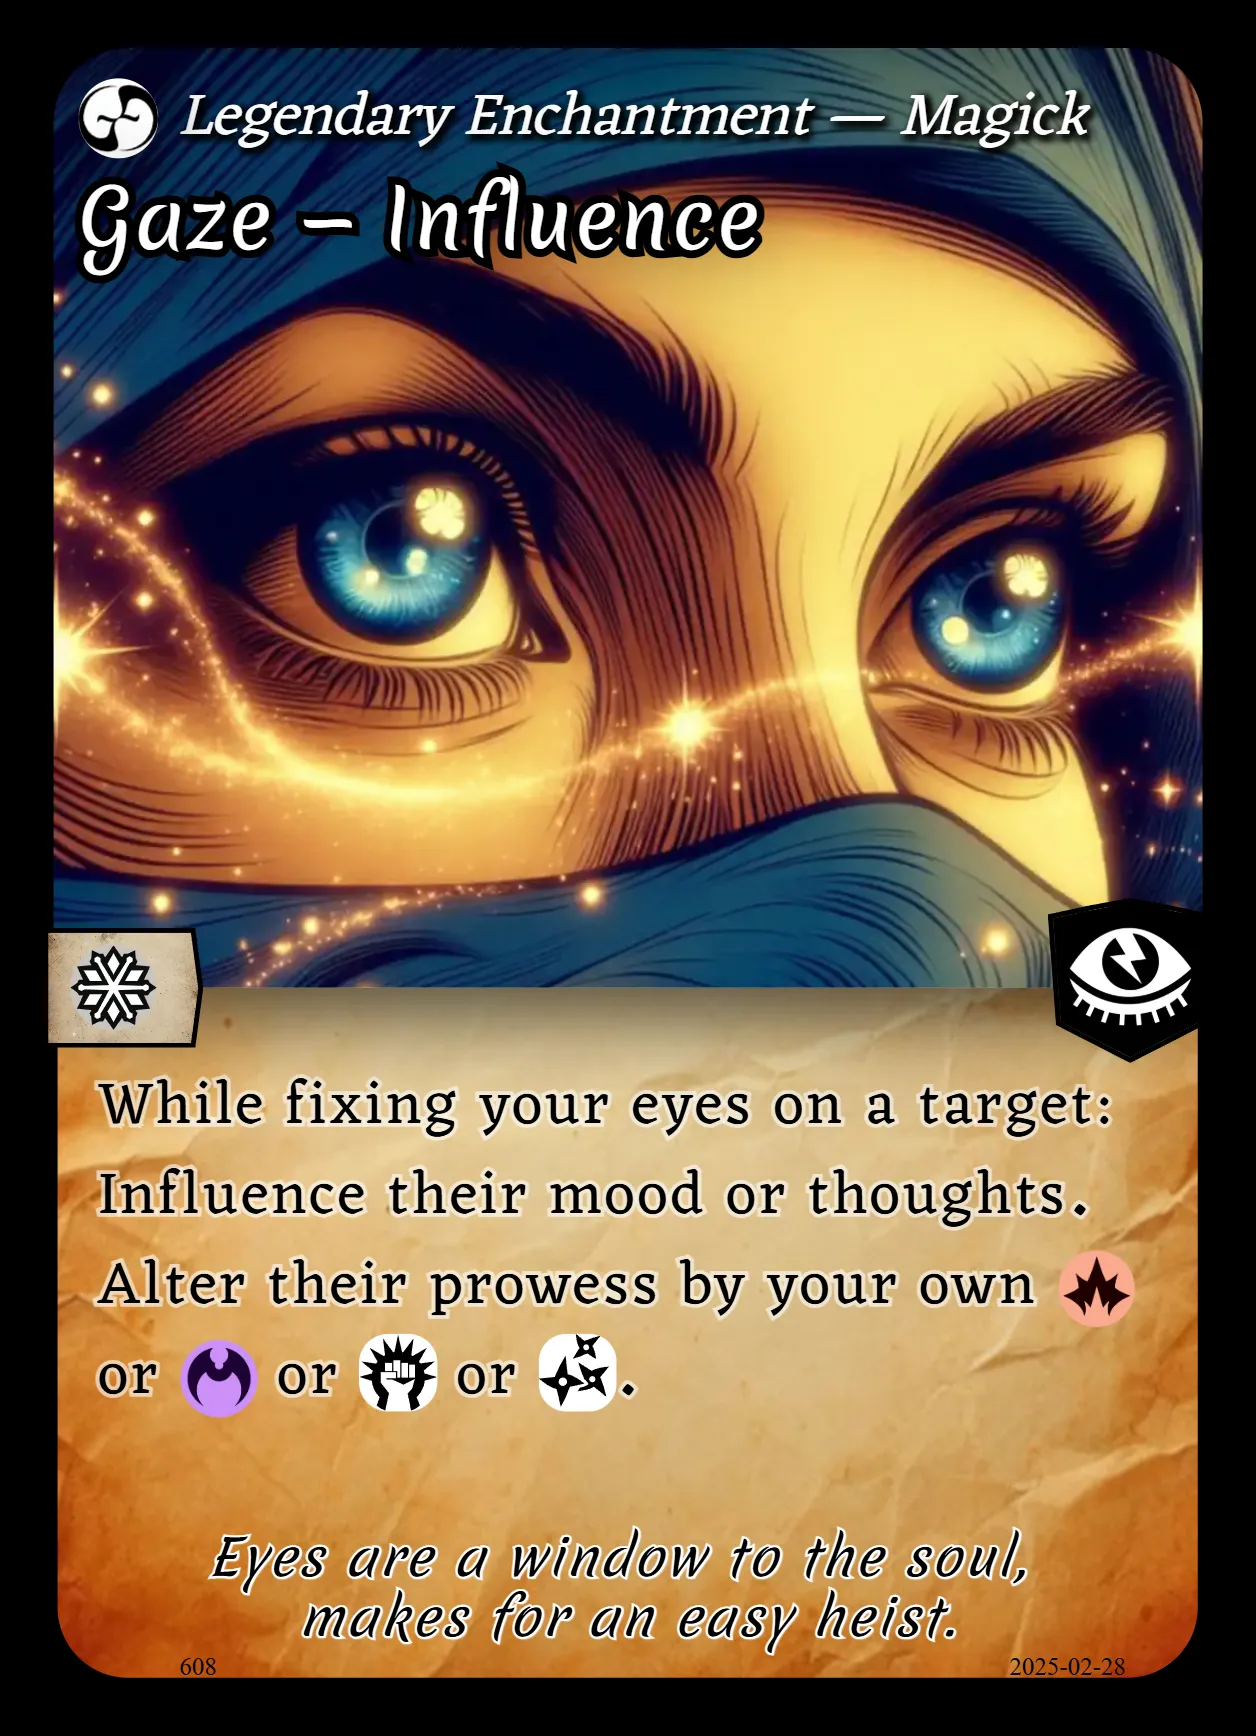 Legendary Enchantment — Magick
Gaze – Influence
While fixing your eyes on a target:
Influence their mood or thoughts.
Alter their prowess by your own
or or or .
Eyes are a window to the soul,
makes for an easy heist.
608 2025-02-28